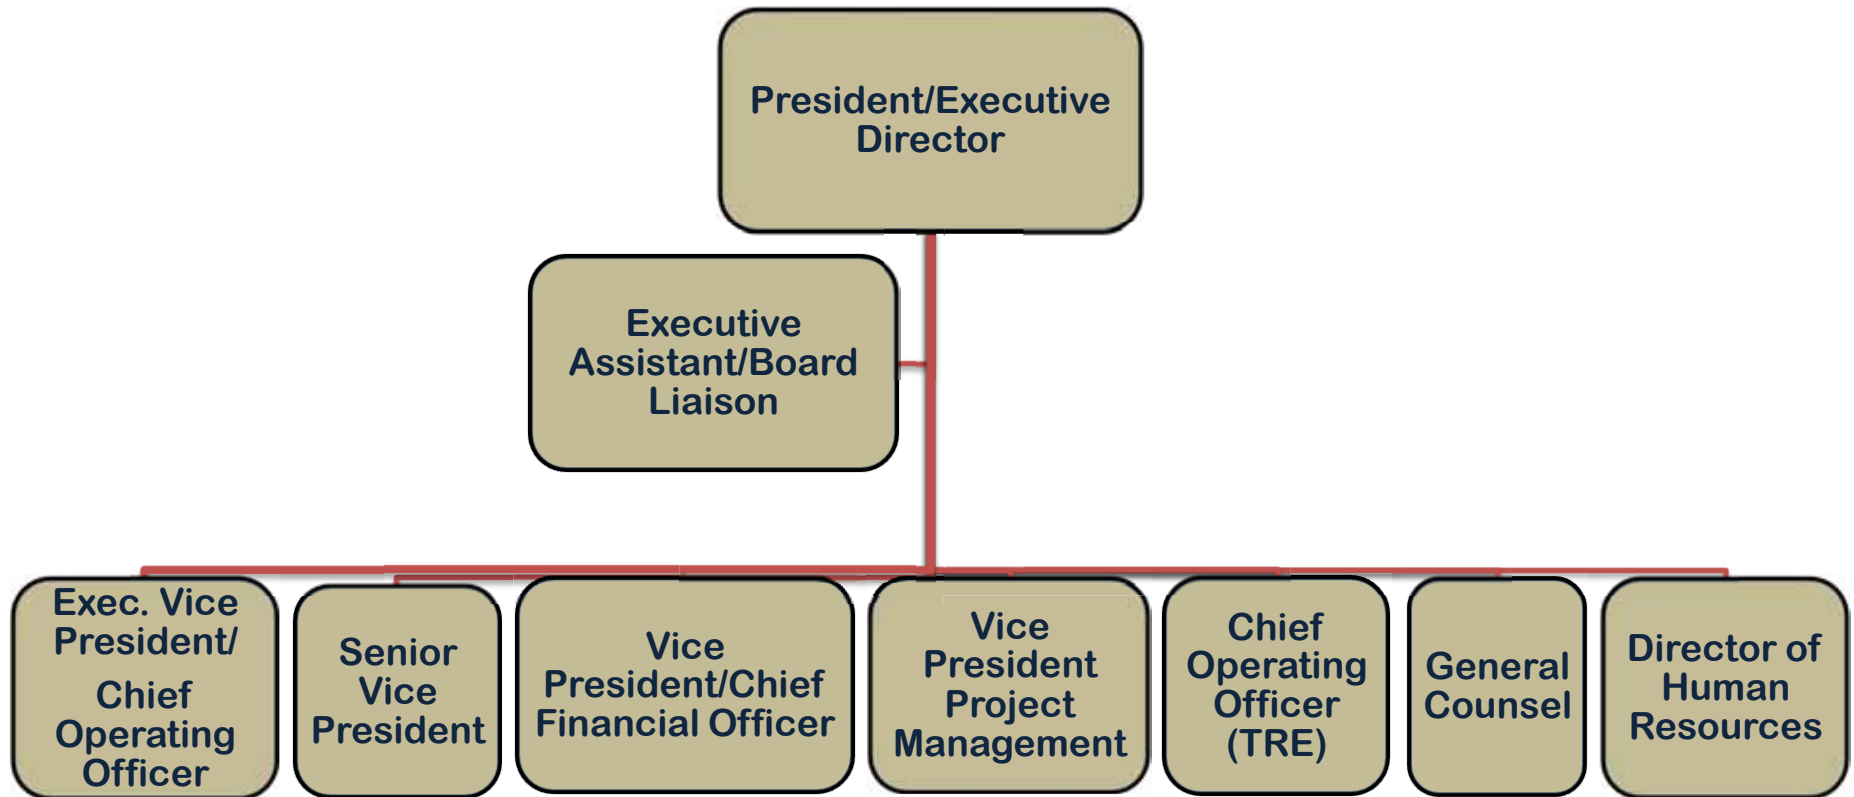 President/Executive
Director
Executive
Assistant/Board
Liaison
Exec. Vice
President/
Chief
Operating
Officer
Senior
Vice
President
Vice
President/Chief
Financial Officer
Vice
President
Project
Management
Chief
Operating
Officer
(TRE)
General
Counsel
Director of
Human
Resources